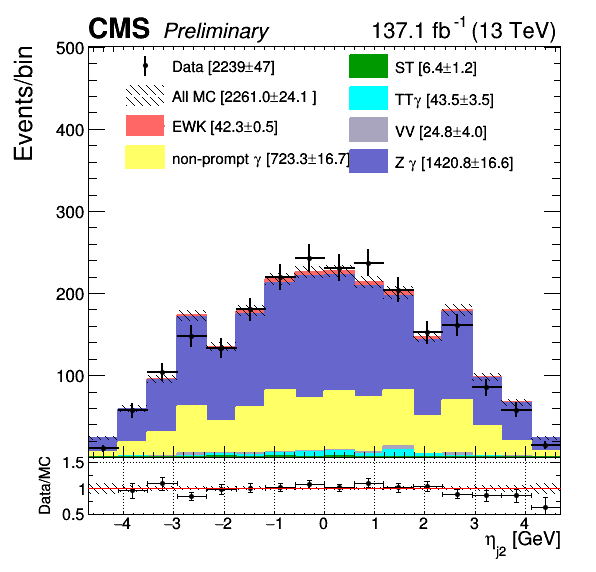 CMS Preliminary 137.1 fb⁻¹ (13 TeV)
Events/bin
500
400
300
200
100
Data [2239±47]
All MC [2261.0±24.1 ]
EWK [42.3±0.5]
non-prompt γ [723.3±16.7]
ST [6.4±1.2]
TTγ [43.5±3.5]
VV [24.8±4.0]
Z γ [1420.8±16.6]
Data/MC
1.5
1
0.5
−4 −3 −2 −1 0 1 2 3 4
η_{j2} [GeV]